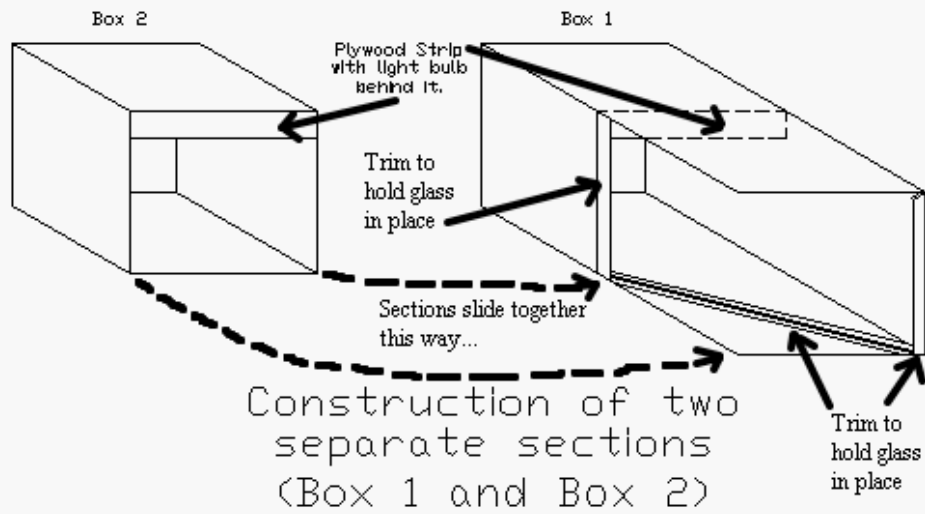 Box 2
Box 1
Plywood Strip
with light bulb
behind it.
Trim to
hold glass
in place
Sections slide together
this way...
Construction of two
separate sections
(Box 1 and Box 2)
Trim to
hold glass
in place